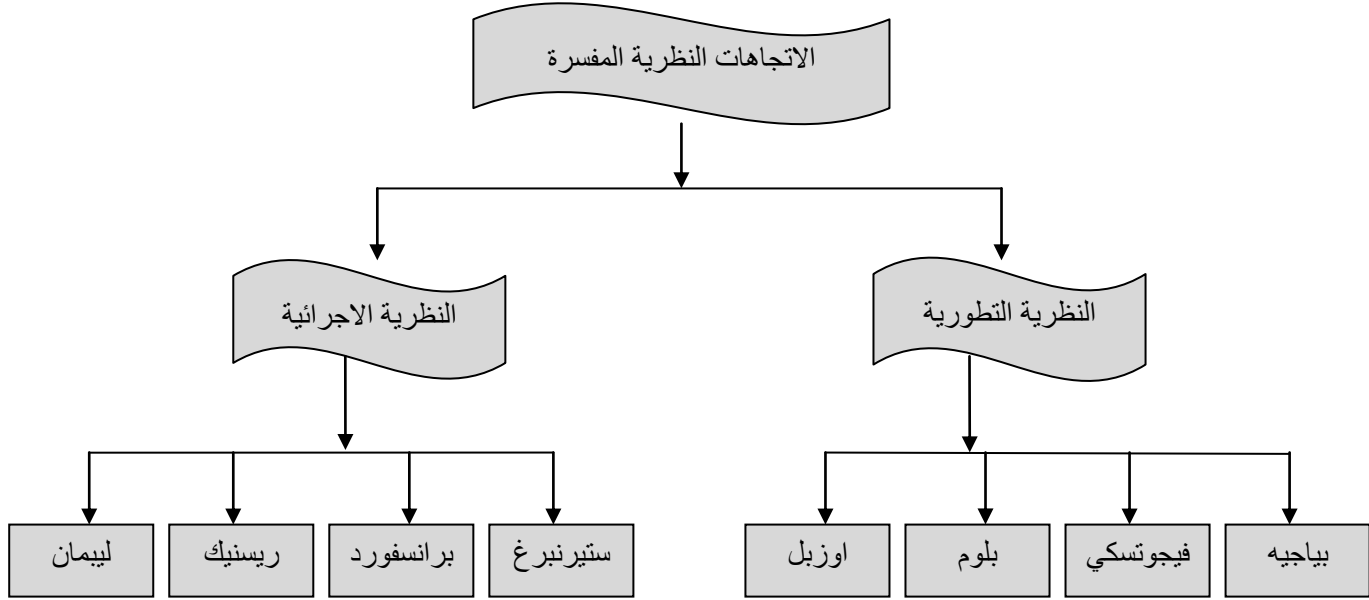 الاتجاهات النظرية المفسرة
النظرية التطورية
النظرية الاجرائية
بياجيه
فيجوتسكي
بلوم
اوزبل
ستيرنبرغ
برانسفورد
ريسنيك
ليبمان